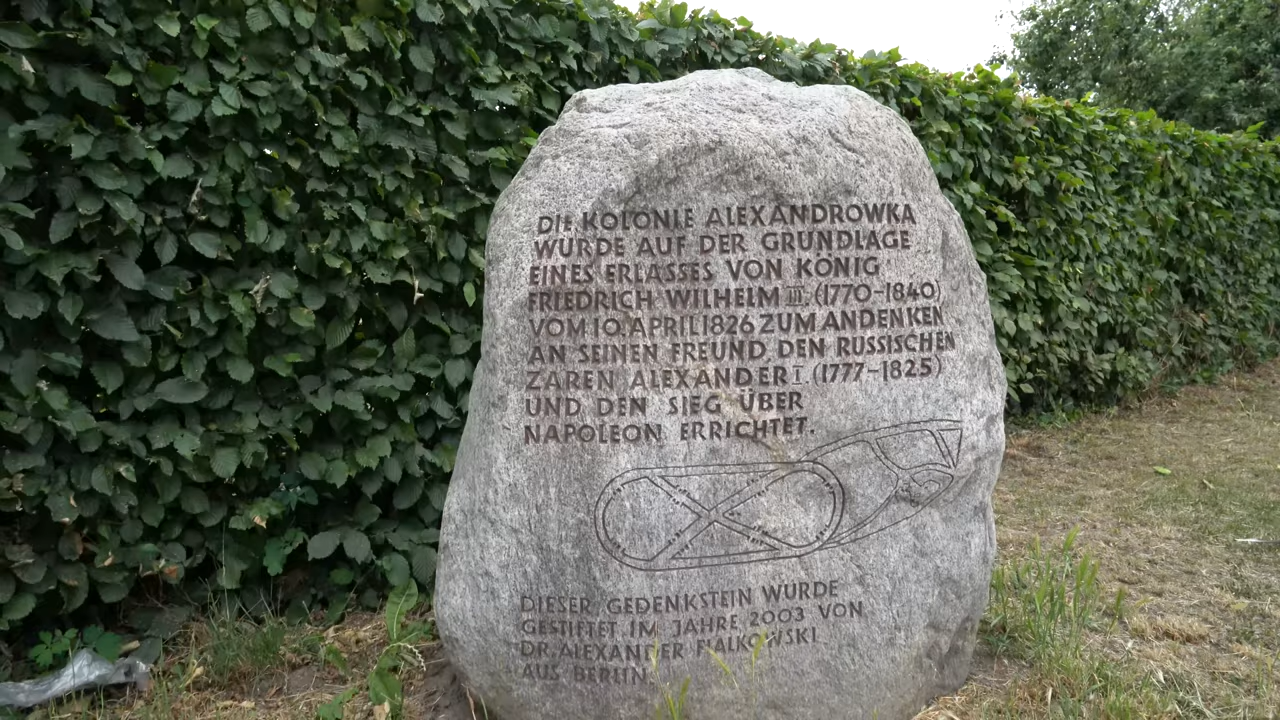 DIE KOLONIE ALEXANDROWKA
WURDE AUF DER GRUNDLAGE
EINES ERLASSES VON KÖNIG
FRIEDRICH WILHELM III. (1770-1840)
VOM 10. APRIL 1826 ZUM ANDENKEN
AN SEINEN FREUND, DEN RUSSISCHEN
ZAREN ALEXANDER I. (1777-1825)
UND DEN SIEG ÜBER
NAPOLEON ERRICHTET.
DIESER GEDENKSTEIN WURDE
GESTIFTET IM JAHRE 2003 VON
DR. ALEXANDER FIALKOWSKI
AUS BERLIN.